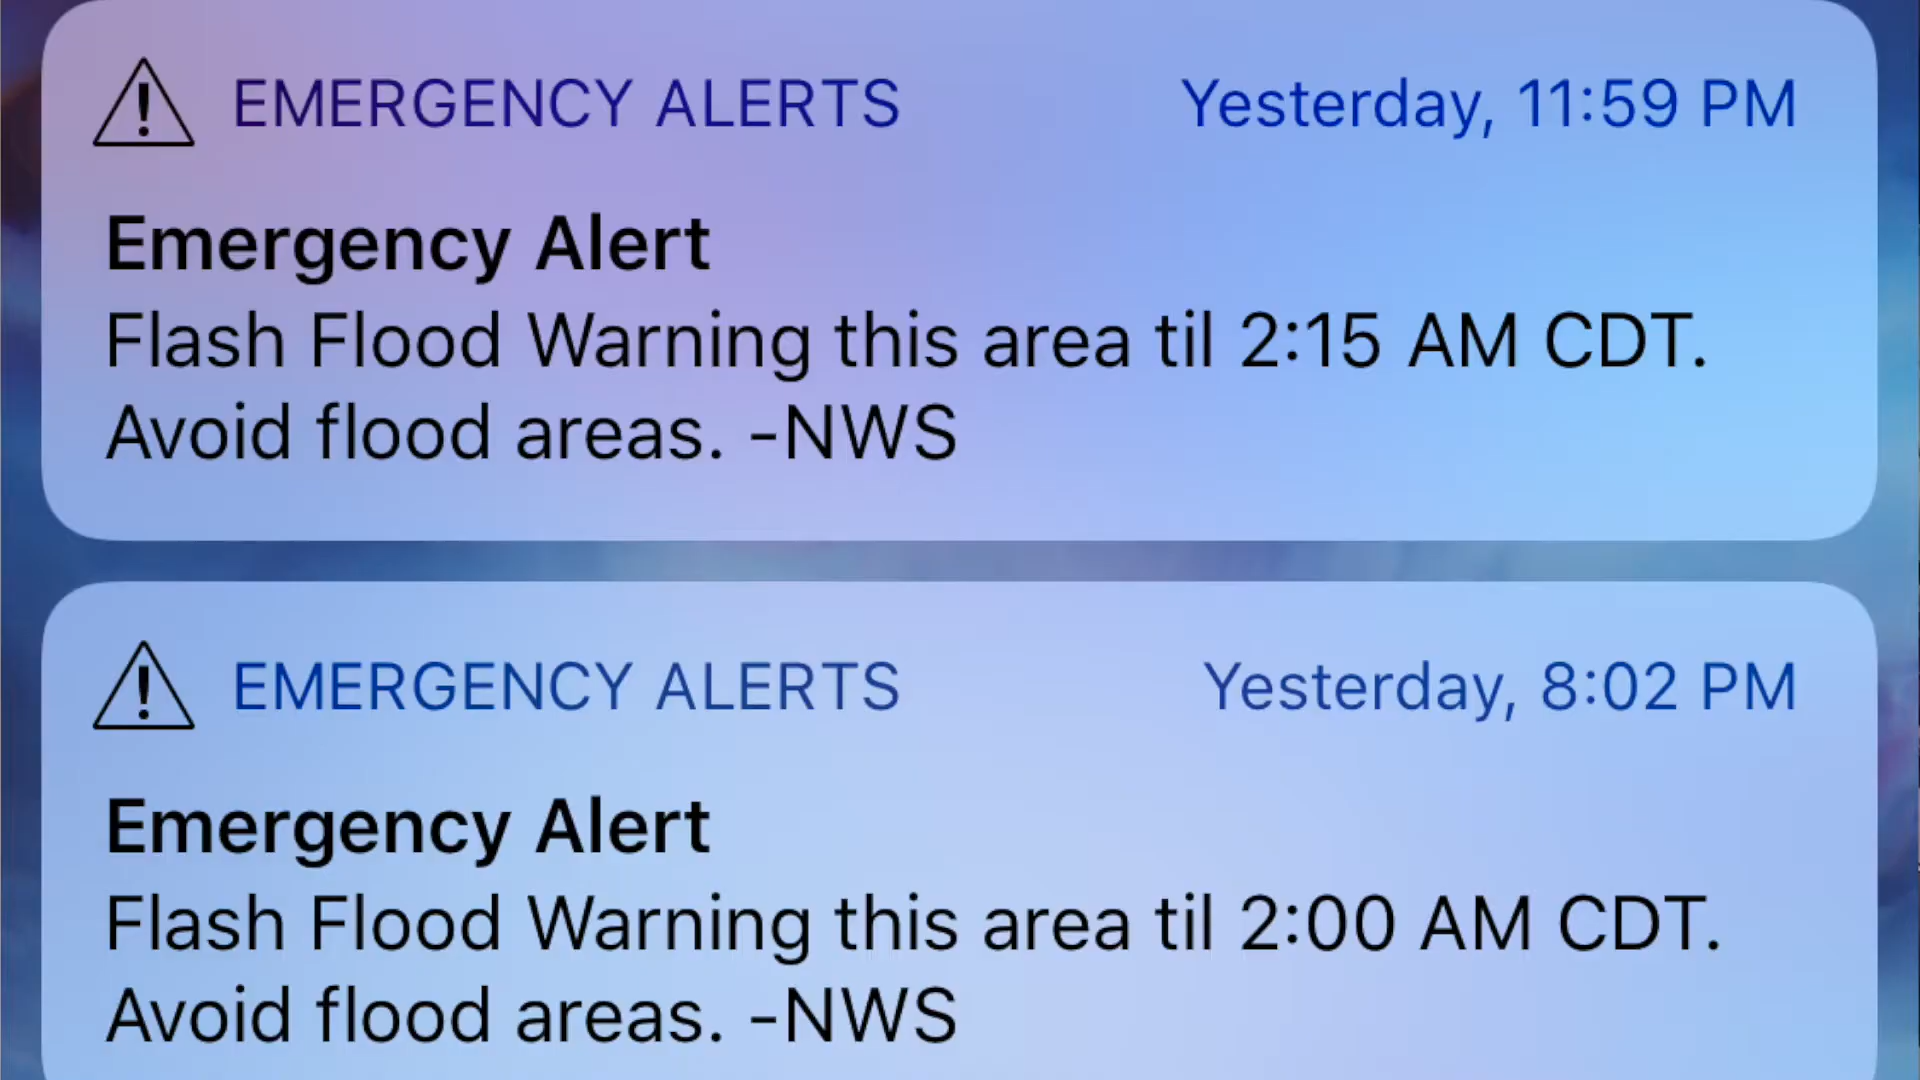 EMERGENCY ALERTS Yesterday, 11:59 PM
Emergency Alert
Flash Flood Warning this area til 2:15 AM CDT.
Avoid flood areas. -NWS
EMERGENCY ALERTS Yesterday, 8:02 PM
Emergency Alert
Flash Flood Warning this area til 2:00 AM CDT.
Avoid flood areas. -NWS